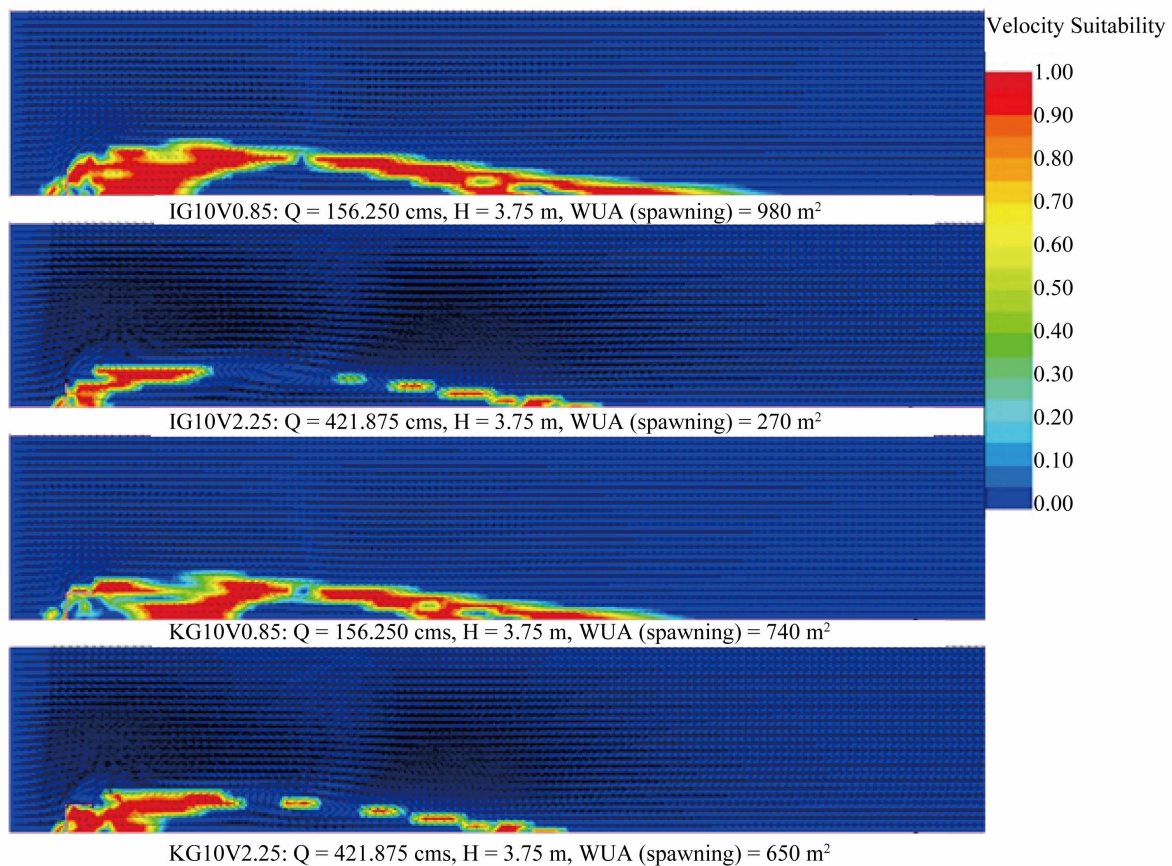 Velocity Suitability
1.00
0.90
0.80
0.70
0.60
0.50
0.40
0.30
0.20
0.10
0.00
IG10V0.85: Q = 156.250 cms, H = 3.75 m, WUA (spawning) = 980 m²
IG10V2.25: Q = 421.875 cms, H = 3.75 m, WUA (spawning) = 270 m²
KG10V0.85: Q = 156.250 cms, H = 3.75 m, WUA (spawning) = 740 m²
KG10V2.25: Q = 421.875 cms, H = 3.75 m, WUA (spawning) = 650 m²